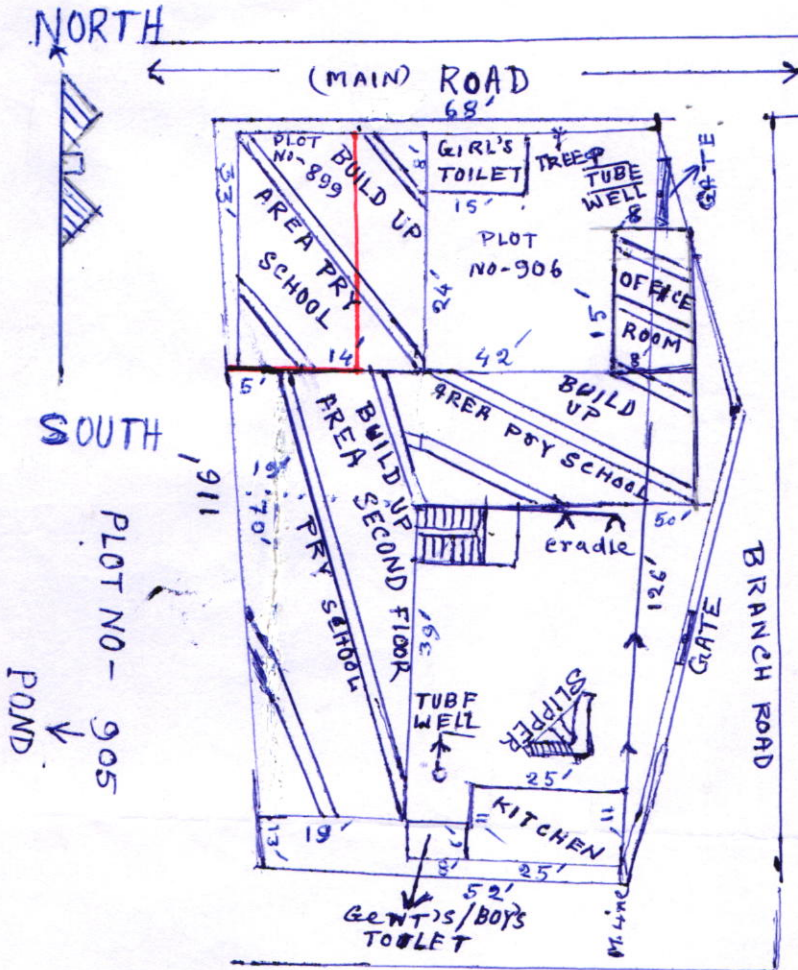 NORTH
(MAIN) ROAD
68'
PLOT
NO-899
BUILD UP
AREA PRY
SCHOOL
33'
8'
GIRL'S
TOILET
15'
TREE
TUBE
WELL
GATE
8'
PLOT
NO-906
24'
OFFICE
ROOM
15'
8'
14'
42'
5'
BUILD
UP
AREA PRY SCHOOL
SOUTH
BUILD UP
AREA SECOND FLOOR
PRY SCHOOL
19'
70'
50'
cradle
126'
GATE
BRANCH ROAD
39'
PLOT NO- 905
POND
TUBE
WELL
SLIPPER
25'
KITCHEN
11'
11'
19'
13'
25'
52'
GENT'S/BOY'S
TOILET
M.Line